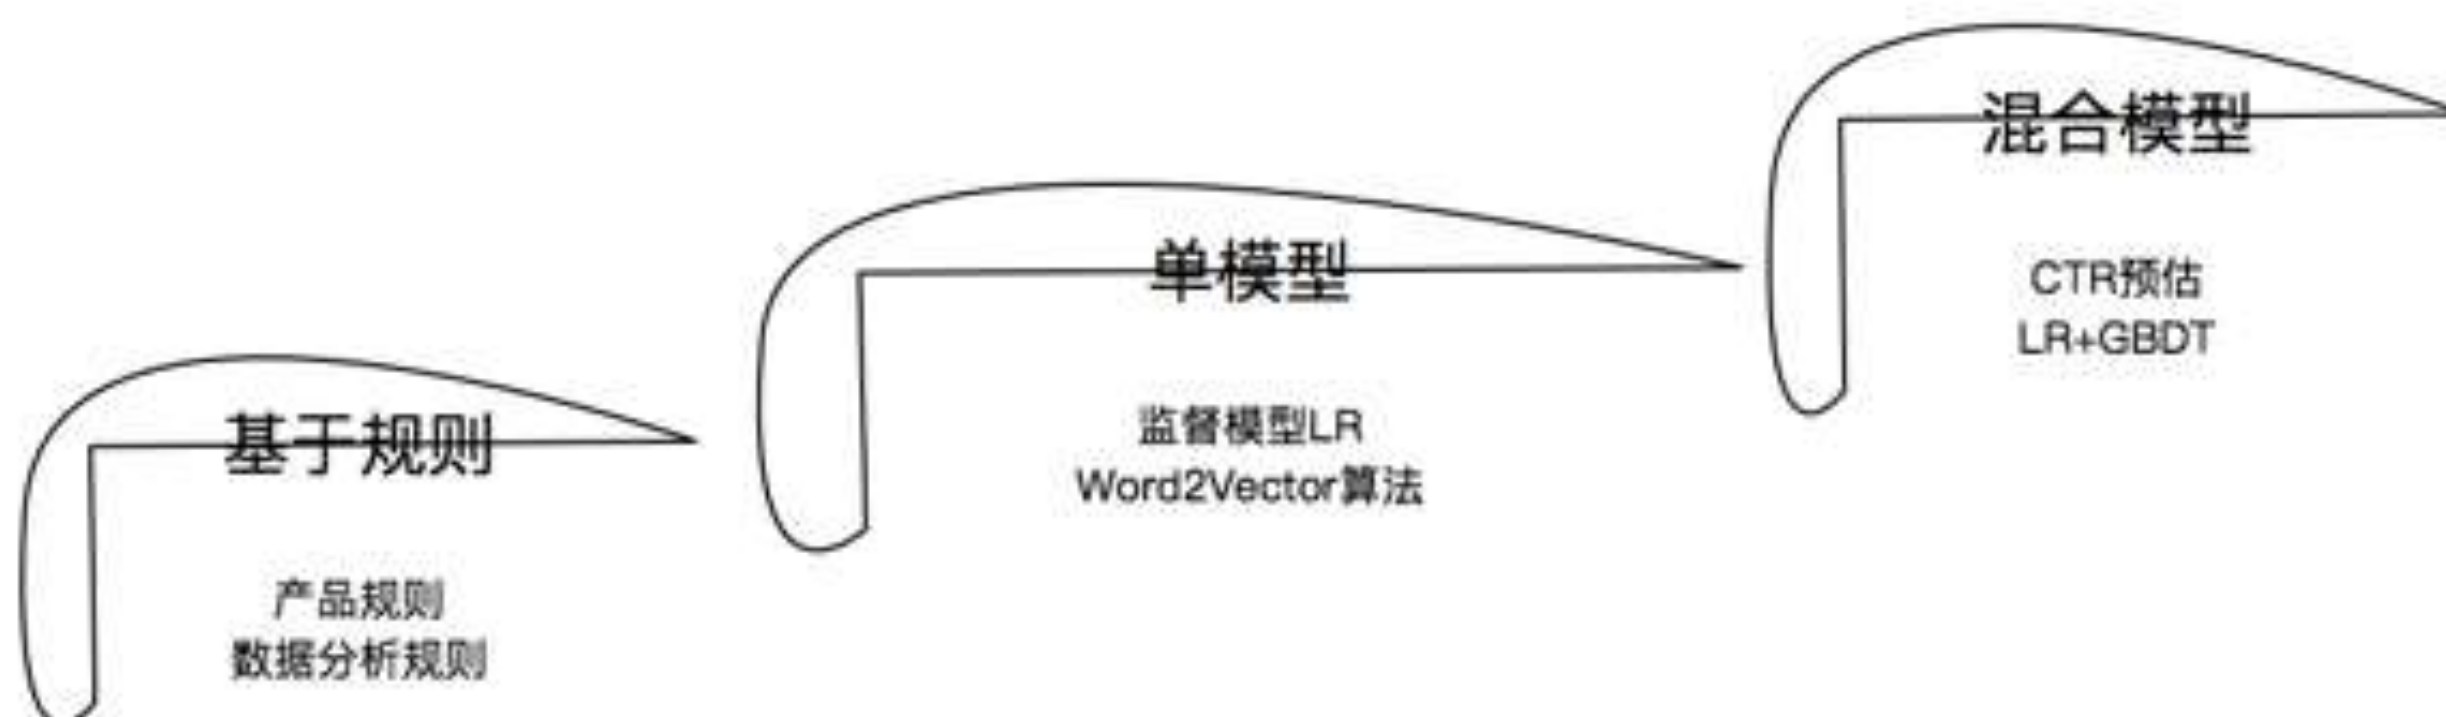 基于规则
产品规则
数据分析规则
单模型
监督模型LR
Word2Vector算法
混合模型
CTR预估
LR+GBDT